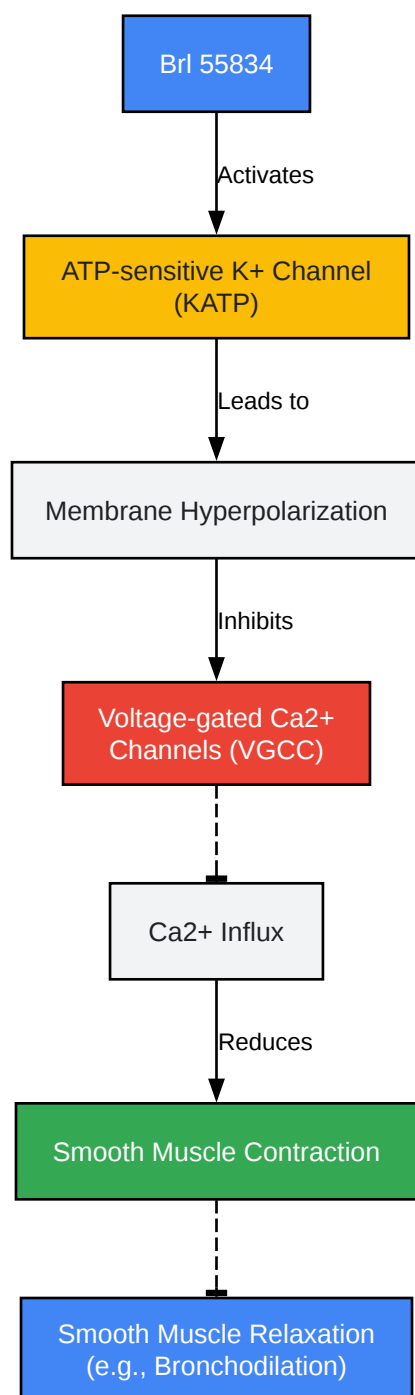 Brl 55834
Activates
ATP-sensitive K+ Channel
(KATP)
Leads to
Membrane Hyperpolarization
Inhibits
Voltage-gated Ca2+
Channels (VGCC)
Ca2+ Influx
Reduces
Smooth Muscle Contraction
Smooth Muscle Relaxation
(e.g., Bronchodilation)